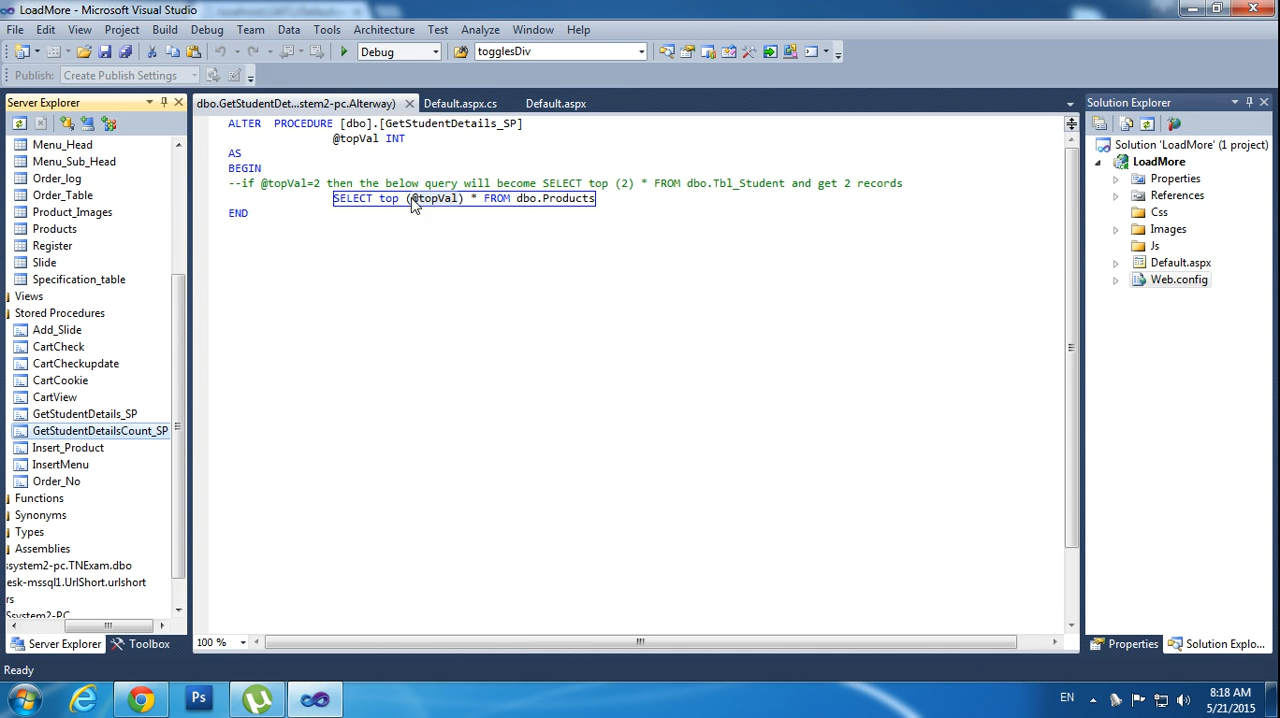 LoadMore - Microsoft Visual Studio
File Edit View Project Build Debug Team Data Tools Architecture Test Analyze Window Help
Debug togglesDiv
Publish: Create Publish Settings
Server Explorer
dbo.GetStudentDet...stem2-pc.Alterway) Default.aspx.cs Default.aspx
Solution Explorer
Menu_Head
Menu_Sub_Head
Order_log
Order_Table
Product_Images
Products
Register
Slide
Specification_table
Views
Stored Procedures
Add_Slide
CartCheck
CartCheckupdate
CartCookie
CartView
GetStudentDetails_SP
GetStudentDetailsCount_SP
Insert_Product
InsertMenu
Order_No
Functions
Synonyms
Types
Assemblies
system2-pc.TNExam.dbo
esk-mssql1.UrlShort.urlshort
rs
Server Explorer Toolbox
ALTER PROCEDURE [dbo].[GetStudentDetails_SP]
@topVal INT
AS
BEGIN
--if @topVal=2 then the below query will become SELECT top (2) * FROM dbo.Tbl_Student and get 2 records
SELECT top (@topVal) * FROM dbo.Products
END
100 %
Solution 'LoadMore' (1 project)
LoadMore
Properties
References
Css
Images
Js
Default.aspx
Web.config
Properties Solution Explo...
Ready
Ps
EN
8:18 AM
5/21/2015